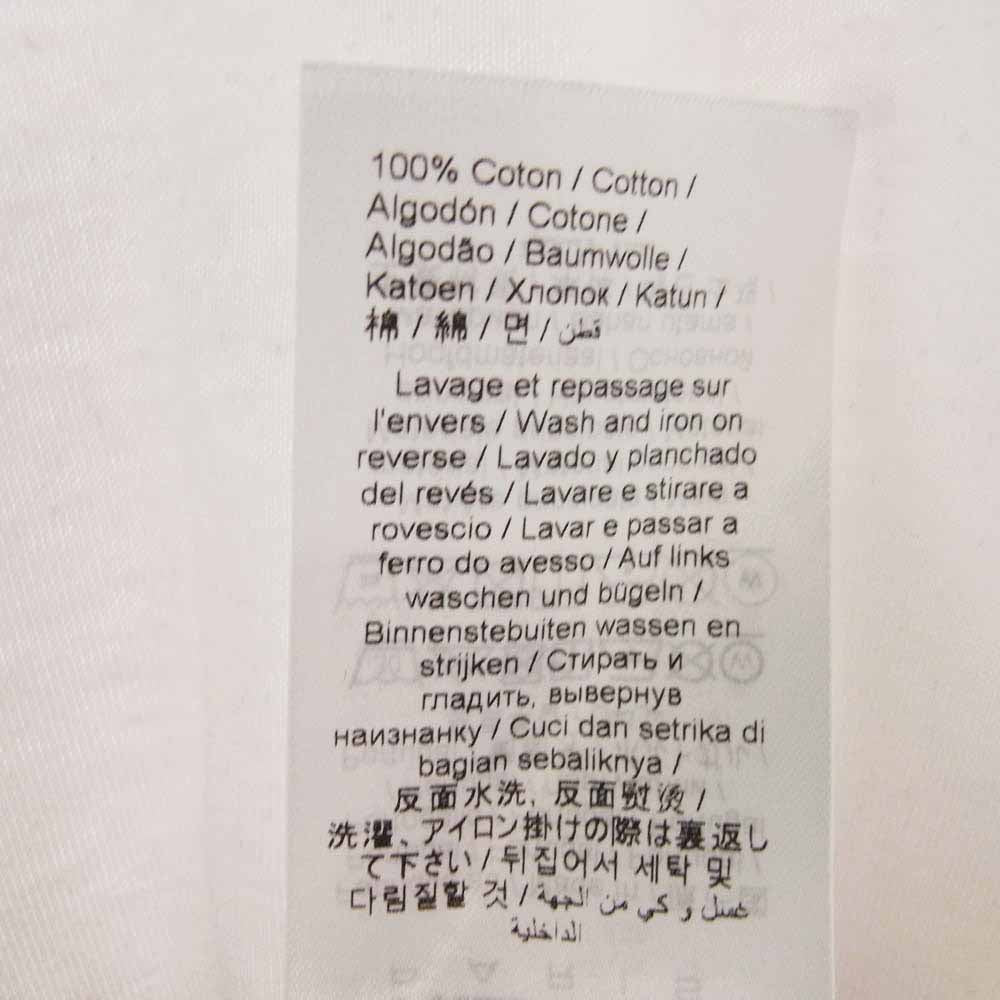 100% Coton / Cotton /
Algodón / Cotone /
Algodão / Baumwolle /
Katoen / Хлопок / Katun /
棉 / 綿 / 면 / قطن
Lavage et repassage sur
l'envers / Wash and iron on
reverse / Lavado y planchado
del revés / Lavare e stirare a
rovescio / Lavar e passar a
ferro do avesso / Auf links
waschen und bügeln /
Binnenstebuiten wassen en
strijken / Стирать и
гладить, вывернув
наизнанку / Cuci dan setrika di
bagian sebaliknya /
反面水洗, 反面熨烫 /
洗濯、アイロン掛けの際は裏返し
て下さい / 뒤집어서 세탁 및
다림질할 것 / غسل و كي من الجهة
الداخلية